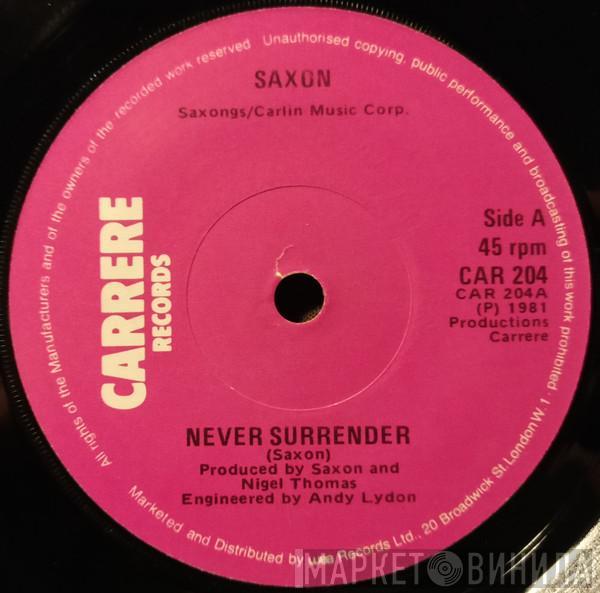 All rights of the Manufacturers and of the owners of the recorded work reserved Unauthorised copying, public performance and broadcasting of this work prohibited.
SAXON
Saxongs/Carlin Music Corp.
CARRERE
RECORDS
Side A
45 rpm
CAR 204
CAR 204A
(P) 1981
Productions
Carrere
NEVER SURRENDER
(Saxon)
Produced by Saxon and
Nigel Thomas
Engineered by Andy Lydon
Marketed and Distributed by Records Ltd., 20 Broadwick St London W.1.
МАРКЕТ ВИНИЛА